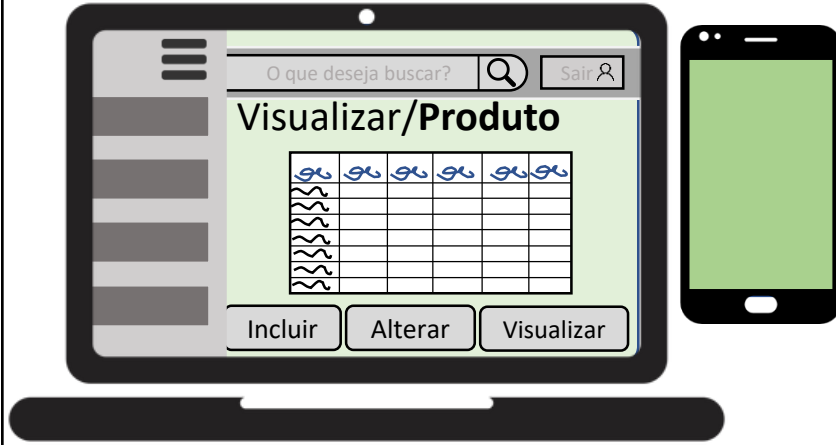 O que deseja buscar?
Sair
Visualizar/Produto
Incluir
Alterar
Visualizar